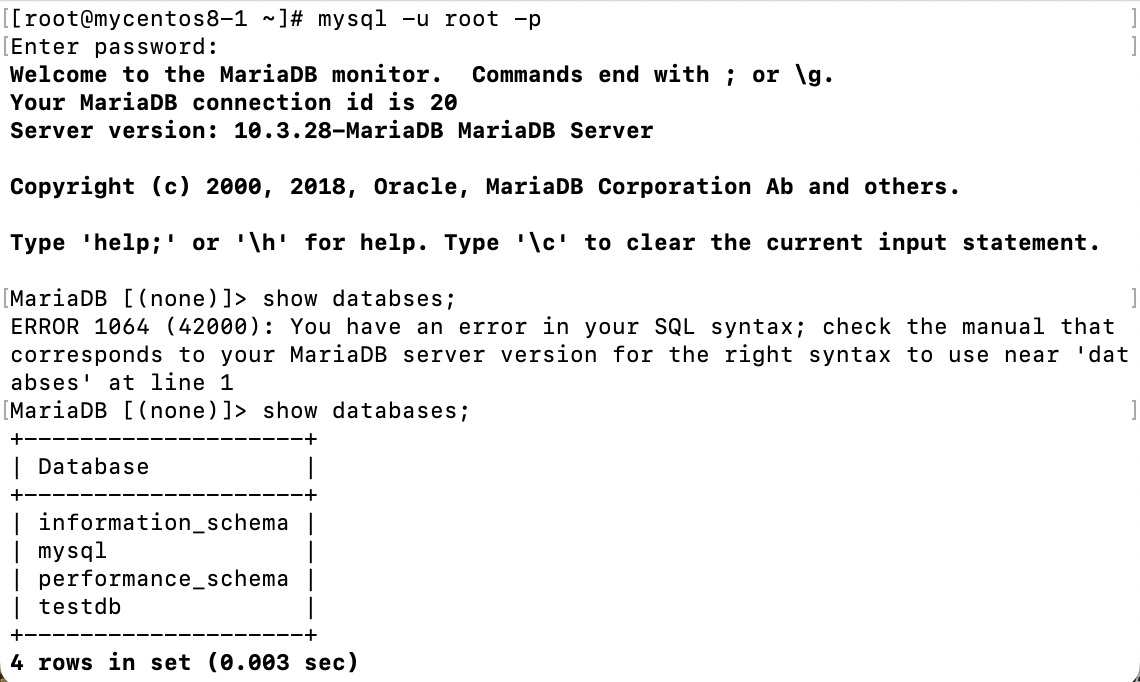 [[root@mycentos8-1 ~]# mysql -u root -p ]
[Enter password: ]
Welcome to the MariaDB monitor.  Commands end with ; or \g.
Your MariaDB connection id is 20
Server version: 10.3.28-MariaDB MariaDB Server

Copyright (c) 2000, 2018, Oracle, MariaDB Corporation Ab and others.

Type 'help;' or '\h' for help. Type '\c' to clear the current input statement.

[MariaDB [(none)]> show databses; ]
ERROR 1064 (42000): You have an error in your SQL syntax; check the manual that
corresponds to your MariaDB server version for the right syntax to use near 'dat
abses' at line 1
[MariaDB [(none)]> show databases; ]
+--------------------+
| Database           |
+--------------------+
| information_schema |
| mysql              |
| performance_schema |
| testdb             |
+--------------------+
4 rows in set (0.003 sec)